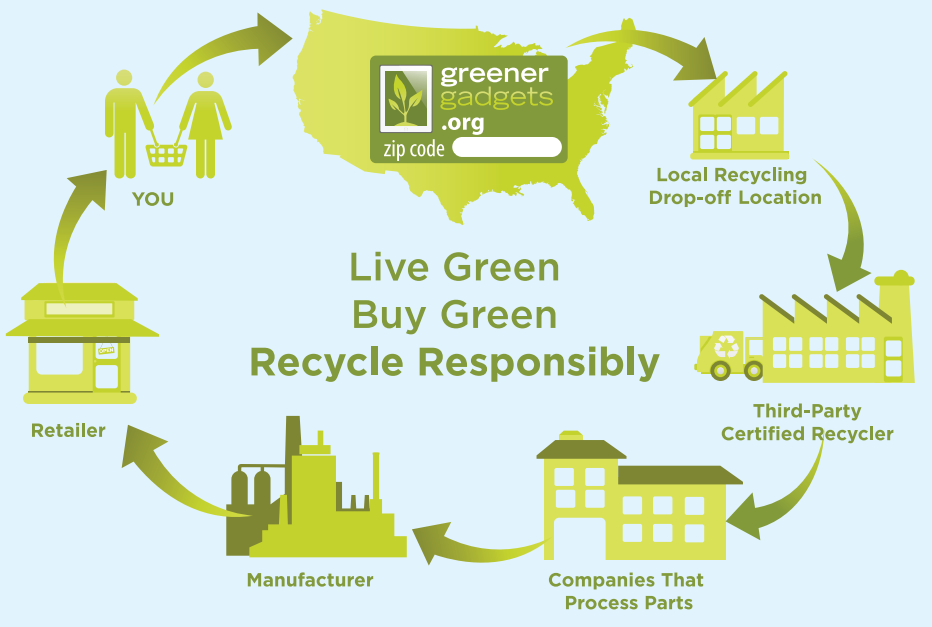 greener
gadgets
.org
zip code
YOU
Local Recycling
Drop-off Location
Live Green
Buy Green
Recycle Responsibly
OPEN
Retailer
Third-Party
Certified Recycler
Manufacturer
Companies That
Process Parts